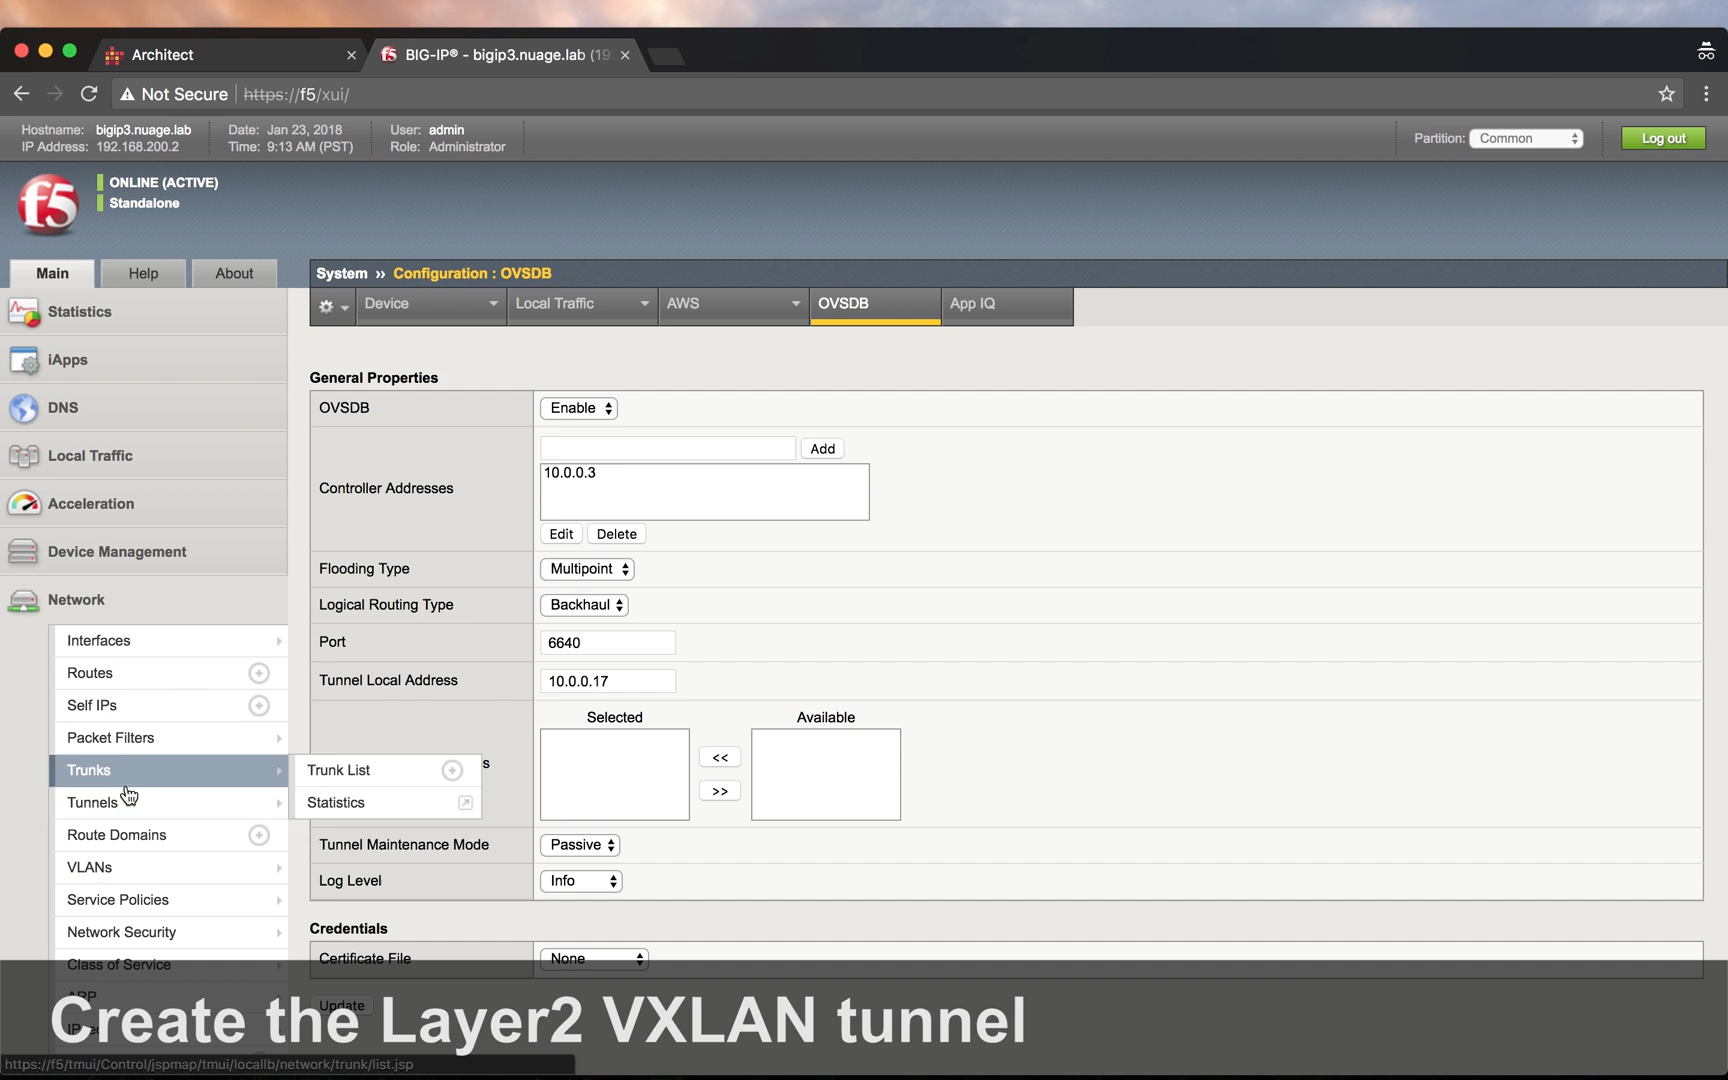 Architect
BIG-IP® - bigip3.nuage.lab (19
Not Secure
https://f5/xui/
Hostname: bigip3.nuage.lab
IP Address: 192.168.200.2
Date: Jan 23, 2018
Time: 9:13 AM (PST)
User: admin
Role: Administrator
Partition: Common
Log out
f5
ONLINE (ACTIVE)
Standalone
Main
Help
About
System » Configuration : OVSDB
Device
Local Traffic
AWS
OVSDB
App IQ
Statistics
iApps
DNS
Local Traffic
Acceleration
Device Management
Network
Interfaces
Routes
Self IPs
Packet Filters
Trunks
Tunnels
Route Domains
VLANs
Service Policies
Network Security
Class of Service
ARP
Trunk List
Statistics
General Properties
OVSDB
Enable
Controller Addresses
Add
10.0.0.3
Edit
Delete
Flooding Type
Multipoint
Logical Routing Type
Backhaul
Port
6640
Tunnel Local Address
10.0.0.17
s
Selected
Available
<<
>>
Tunnel Maintenance Mode
Passive
Log Level
Info
Credentials
Certificate File
None
Update
Create the Layer2 VXLAN tunnel
https://f5/tmui/Control/jspmap/tmui/locallb/network/trunk/list.jsp